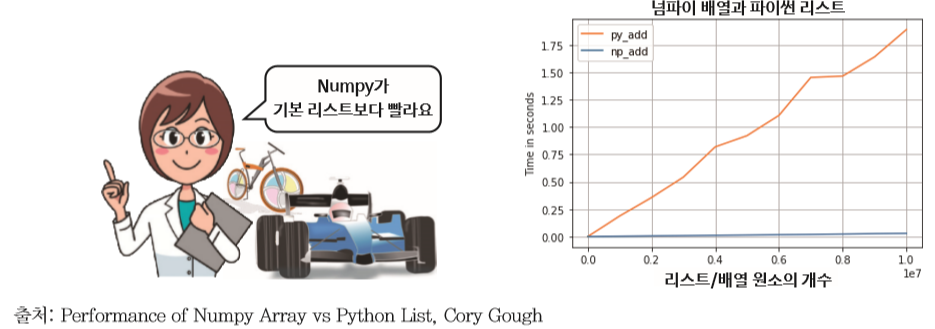 Numpy가
기본 리스트보다 빨라요
넘파이 배열과 파이썬 리스트
py_add
np_add
Time in seconds
1.75
1.50
1.25
1.00
0.75
0.50
0.25
0.00
0.0 0.2 0.4 0.6 0.8 1.0
1e7
리스트/배열 원소의 개수
출처: Performance of Numpy Array vs Python List, Cory Gough